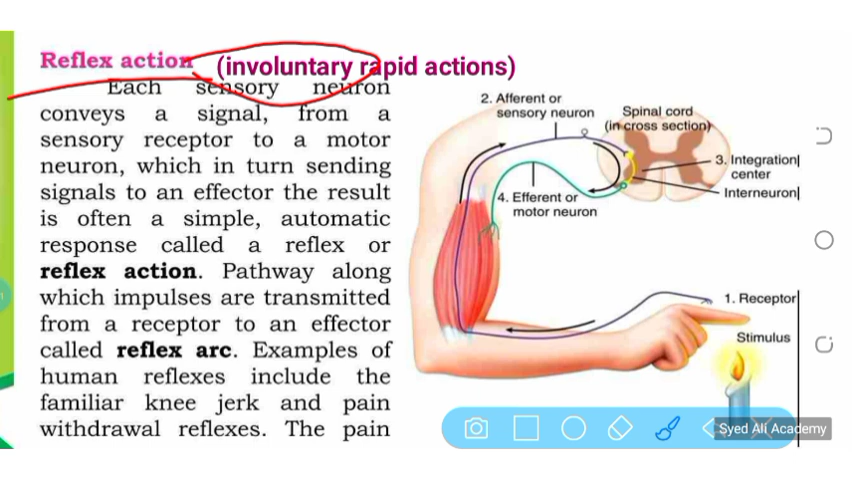 Reflex action (involuntary rapid actions)
Each sensory neuron
conveys a signal, from a
sensory receptor to a motor
neuron, which in turn sending
signals to an effector the result
is often a simple, automatic
response called a reflex or
reflex action. Pathway along
which impulses are transmitted
from a receptor to an effector
called reflex arc. Examples of
human reflexes include the
familiar knee jerk and pain
withdrawal reflexes. The pain
2. Afferent or
sensory neuron
Spinal cord
(in cross section)
3. Integration
center
Interneuron
4. Efferent or
motor neuron
1. Receptor
Stimulus
Syed Ali Academy